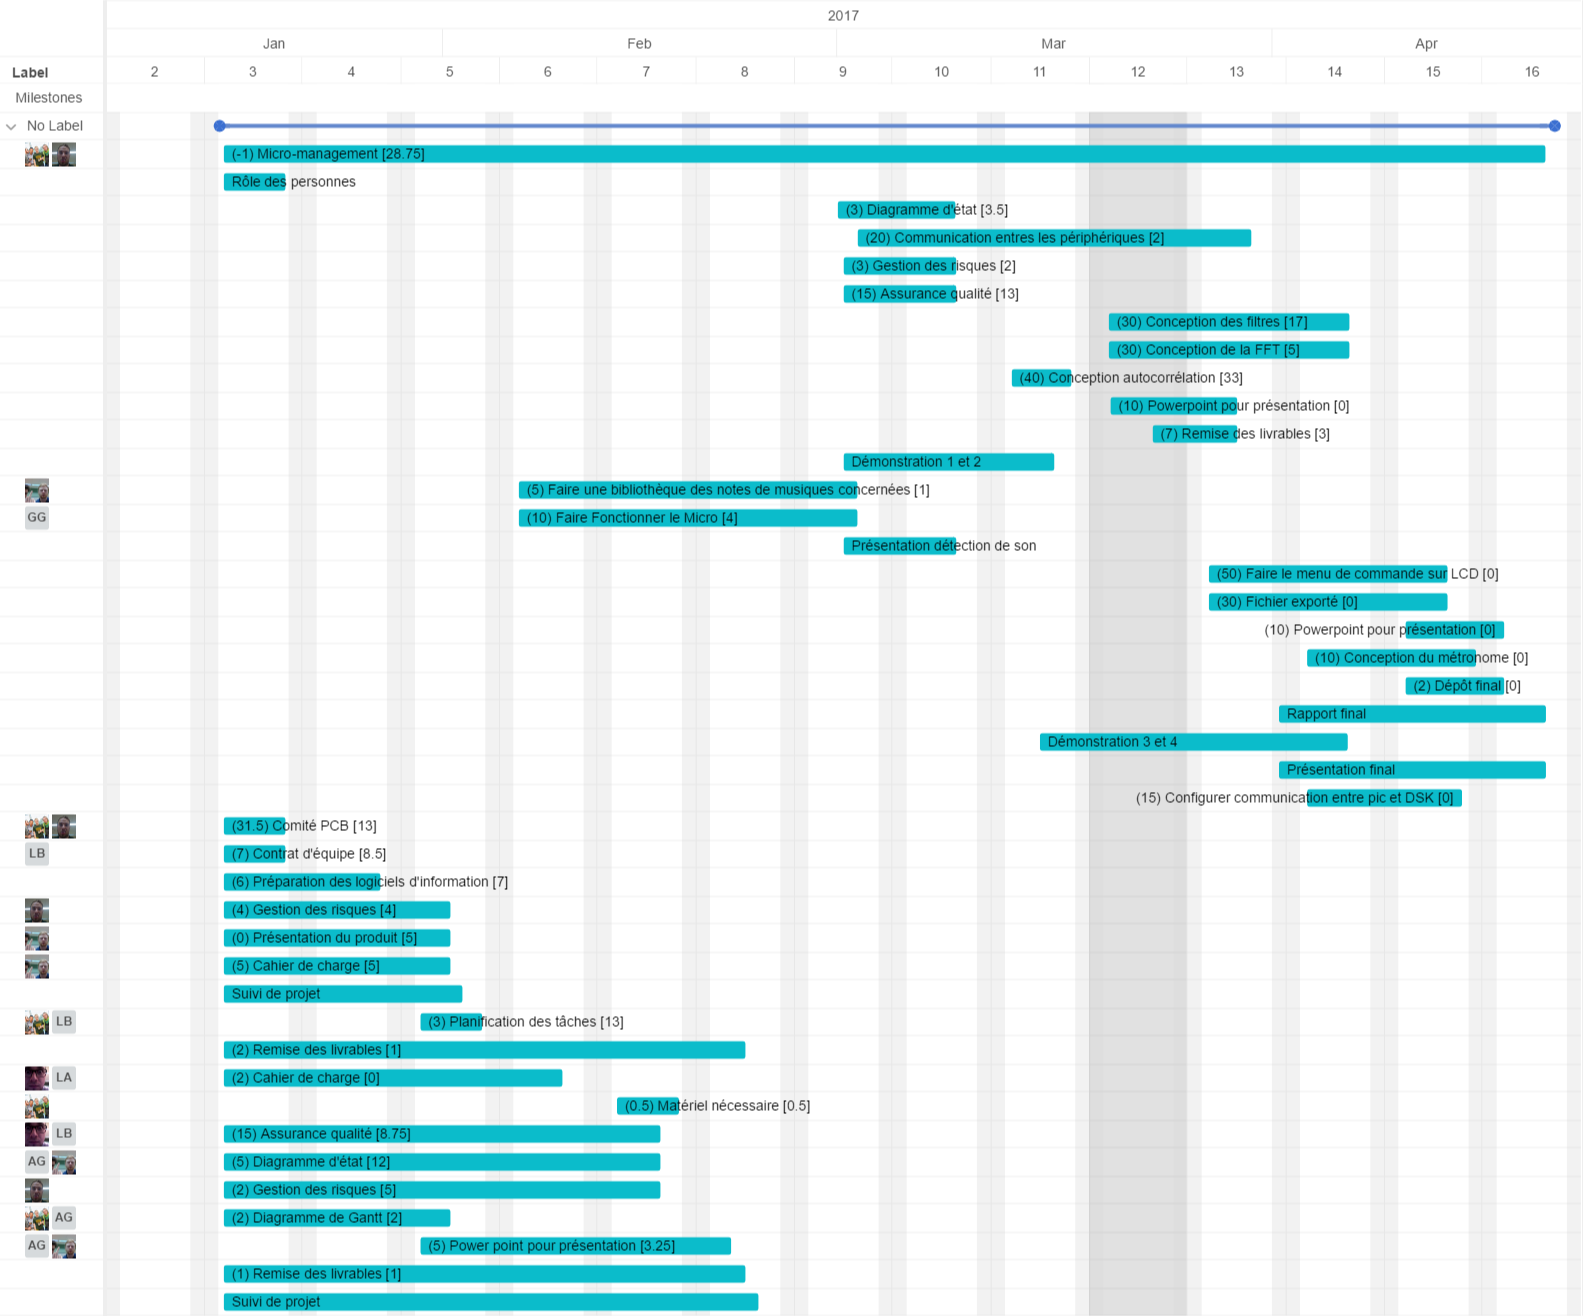 2017
Jan Feb Mar Apr
Label 2 3 4 5 6 7 8 9 10 11 12 13 14 15 16
Milestones
No Label
(-1) Micro-management [28.75]
Rôle des personnes
(3) Diagramme d'état [3.5]
(20) Communication entres les périphériques [2]
(3) Gestion des risques [2]
(15) Assurance qualité [13]
(30) Conception des filtres [17]
(30) Conception de la FFT [5]
(40) Conception autocorrélation [33]
(10) Powerpoint pour présentation [0]
(7) Remise des livrables [3]
Démonstration 1 et 2
(5) Faire une bibliothèque des notes de musiques concernées [1]
GG (10) Faire Fonctionner le Micro [4]
Présentation détection de son
(50) Faire le menu de commande sur LCD [0]
(30) Fichier exporté [0]
(10) Powerpoint pour présentation [0]
(10) Conception du métronome [0]
(2) Dépôt final [0]
Rapport final
Démonstration 3 et 4
Présentation final
(15) Configurer communication entre pic et DSK [0]
(31.5) Comité PCB [13]
LB (7) Contrat d'équipe [8.5]
(6) Préparation des logiciels d'information [7]
(4) Gestion des risques [4]
(0) Présentation du produit [5]
(5) Cahier de charge [5]
Suivi de projet
LB (3) Planification des tâches [13]
(2) Remise des livrables [1]
LA (2) Cahier de charge [0]
(0.5) Matériel nécessaire [0.5]
LB (15) Assurance qualité [8.75]
AG (5) Diagramme d'état [12]
(2) Gestion des risques [5]
AG (2) Diagramme de Gantt [2]
AG (5) Power point pour présentation [3.25]
(1) Remise des livrables [1]
Suivi de projet